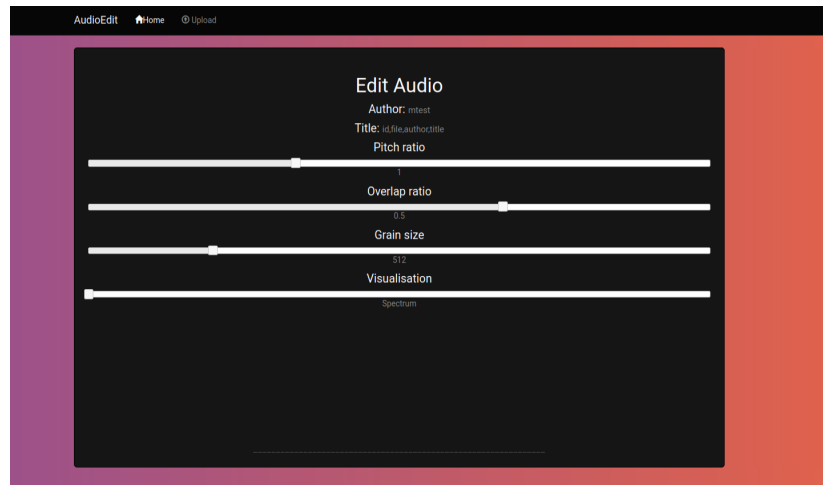 AudioEdit Home Upload
Edit Audio
Author: mtest
Title: id,file,author,title
Pitch ratio
1
Overlap ratio
0.5
Grain size
512
Visualisation
Spectrum